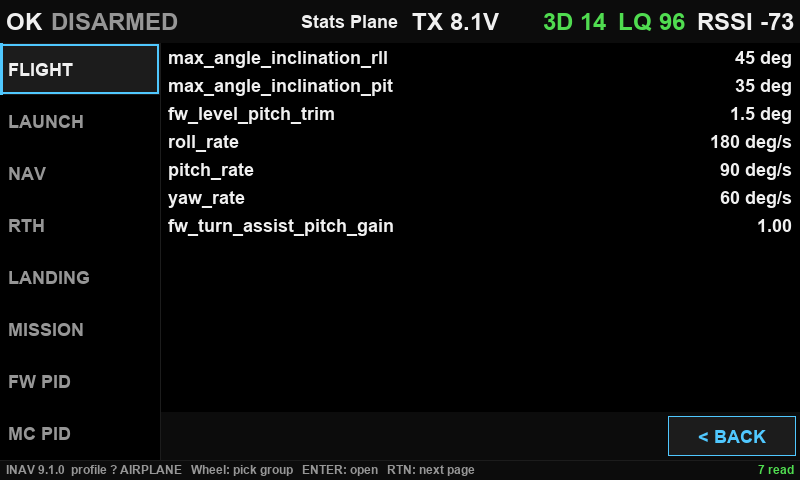 OK DISARMED Stats Plane TX 8.1V 3D 14 LQ 96 RSSI -73
FLIGHT
LAUNCH
NAV
RTH
LANDING
MISSION
FW PID
MC PID
max_angle_inclination_rll 45 deg
max_angle_inclination_pit 35 deg
fw_level_pitch_trim 1.5 deg
roll_rate 180 deg/s
pitch_rate 90 deg/s
yaw_rate 60 deg/s
fw_turn_assist_pitch_gain 1.00
< BACK
INAV 9.1.0 profile ? AIRPLANE Wheel: pick group ENTER: open RTN: next page 7 read